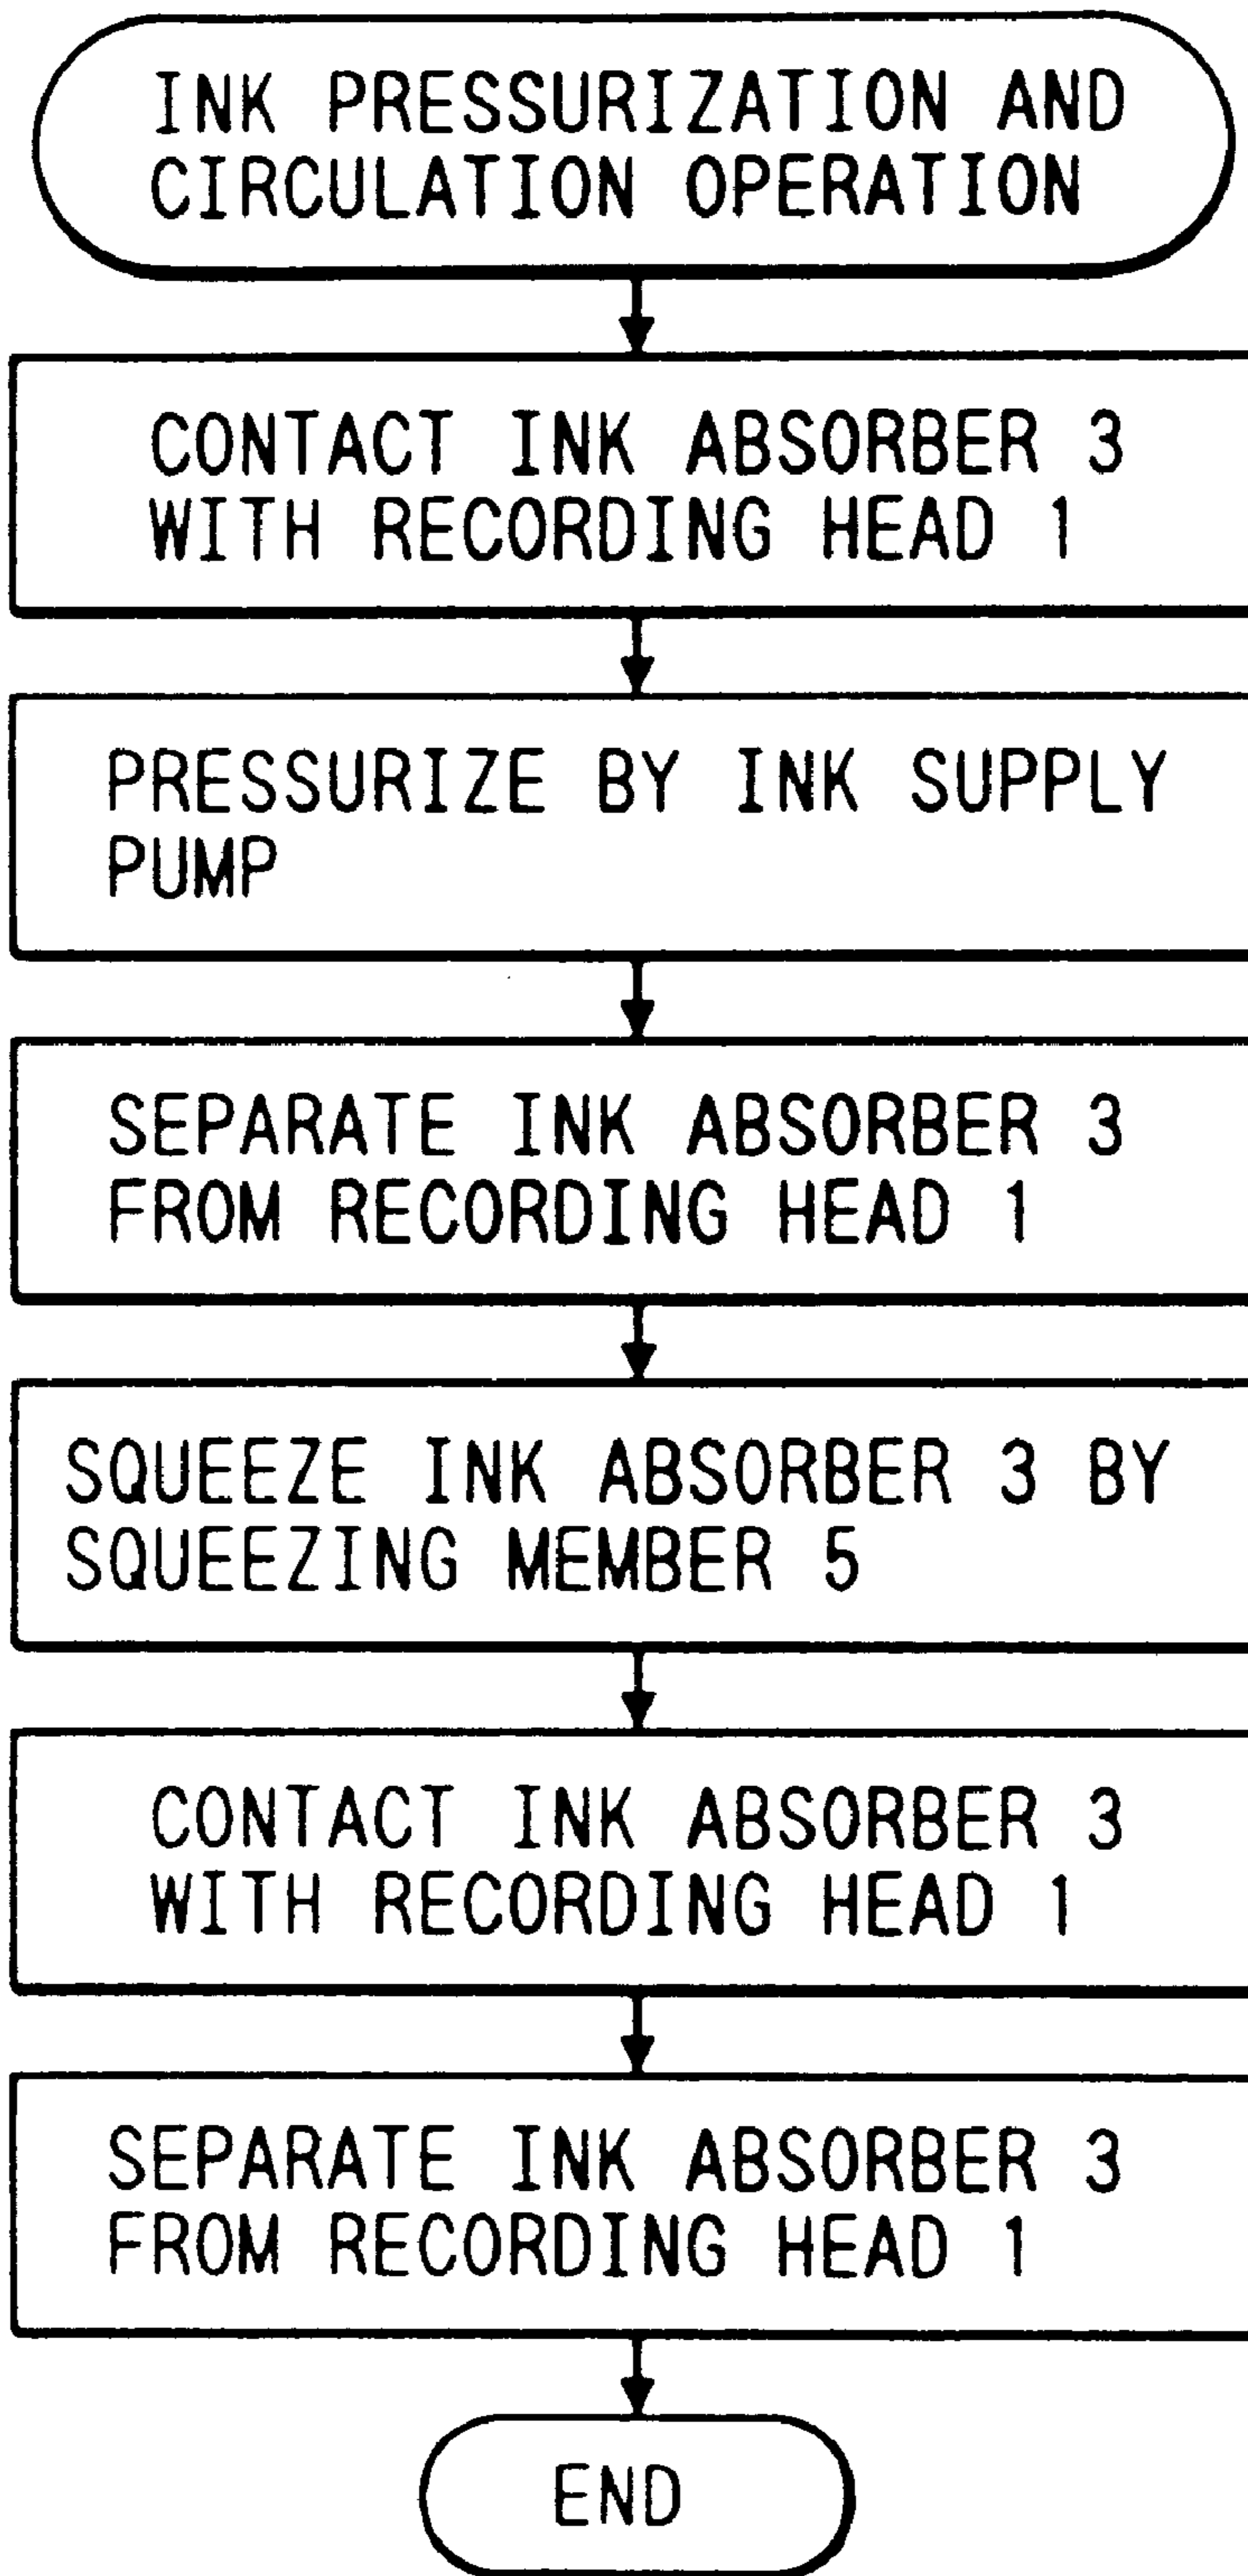 INK PRESSURIZATION AND
CIRCULATION OPERATION
CONTACT INK ABSORBER 3
WITH RECORDING HEAD 1
PRESSURIZE BY INK SUPPLY
PUMP
SEPARATE INK ABSORBER 3
FROM RECORDING HEAD 1
SQUEEZE INK ABSORBER 3 BY
SQUEEZING MEMBER 5
CONTACT INK ABSORBER 3
WITH RECORDING HEAD 1
SEPARATE INK ABSORBER 3
FROM RECORDING HEAD 1
END